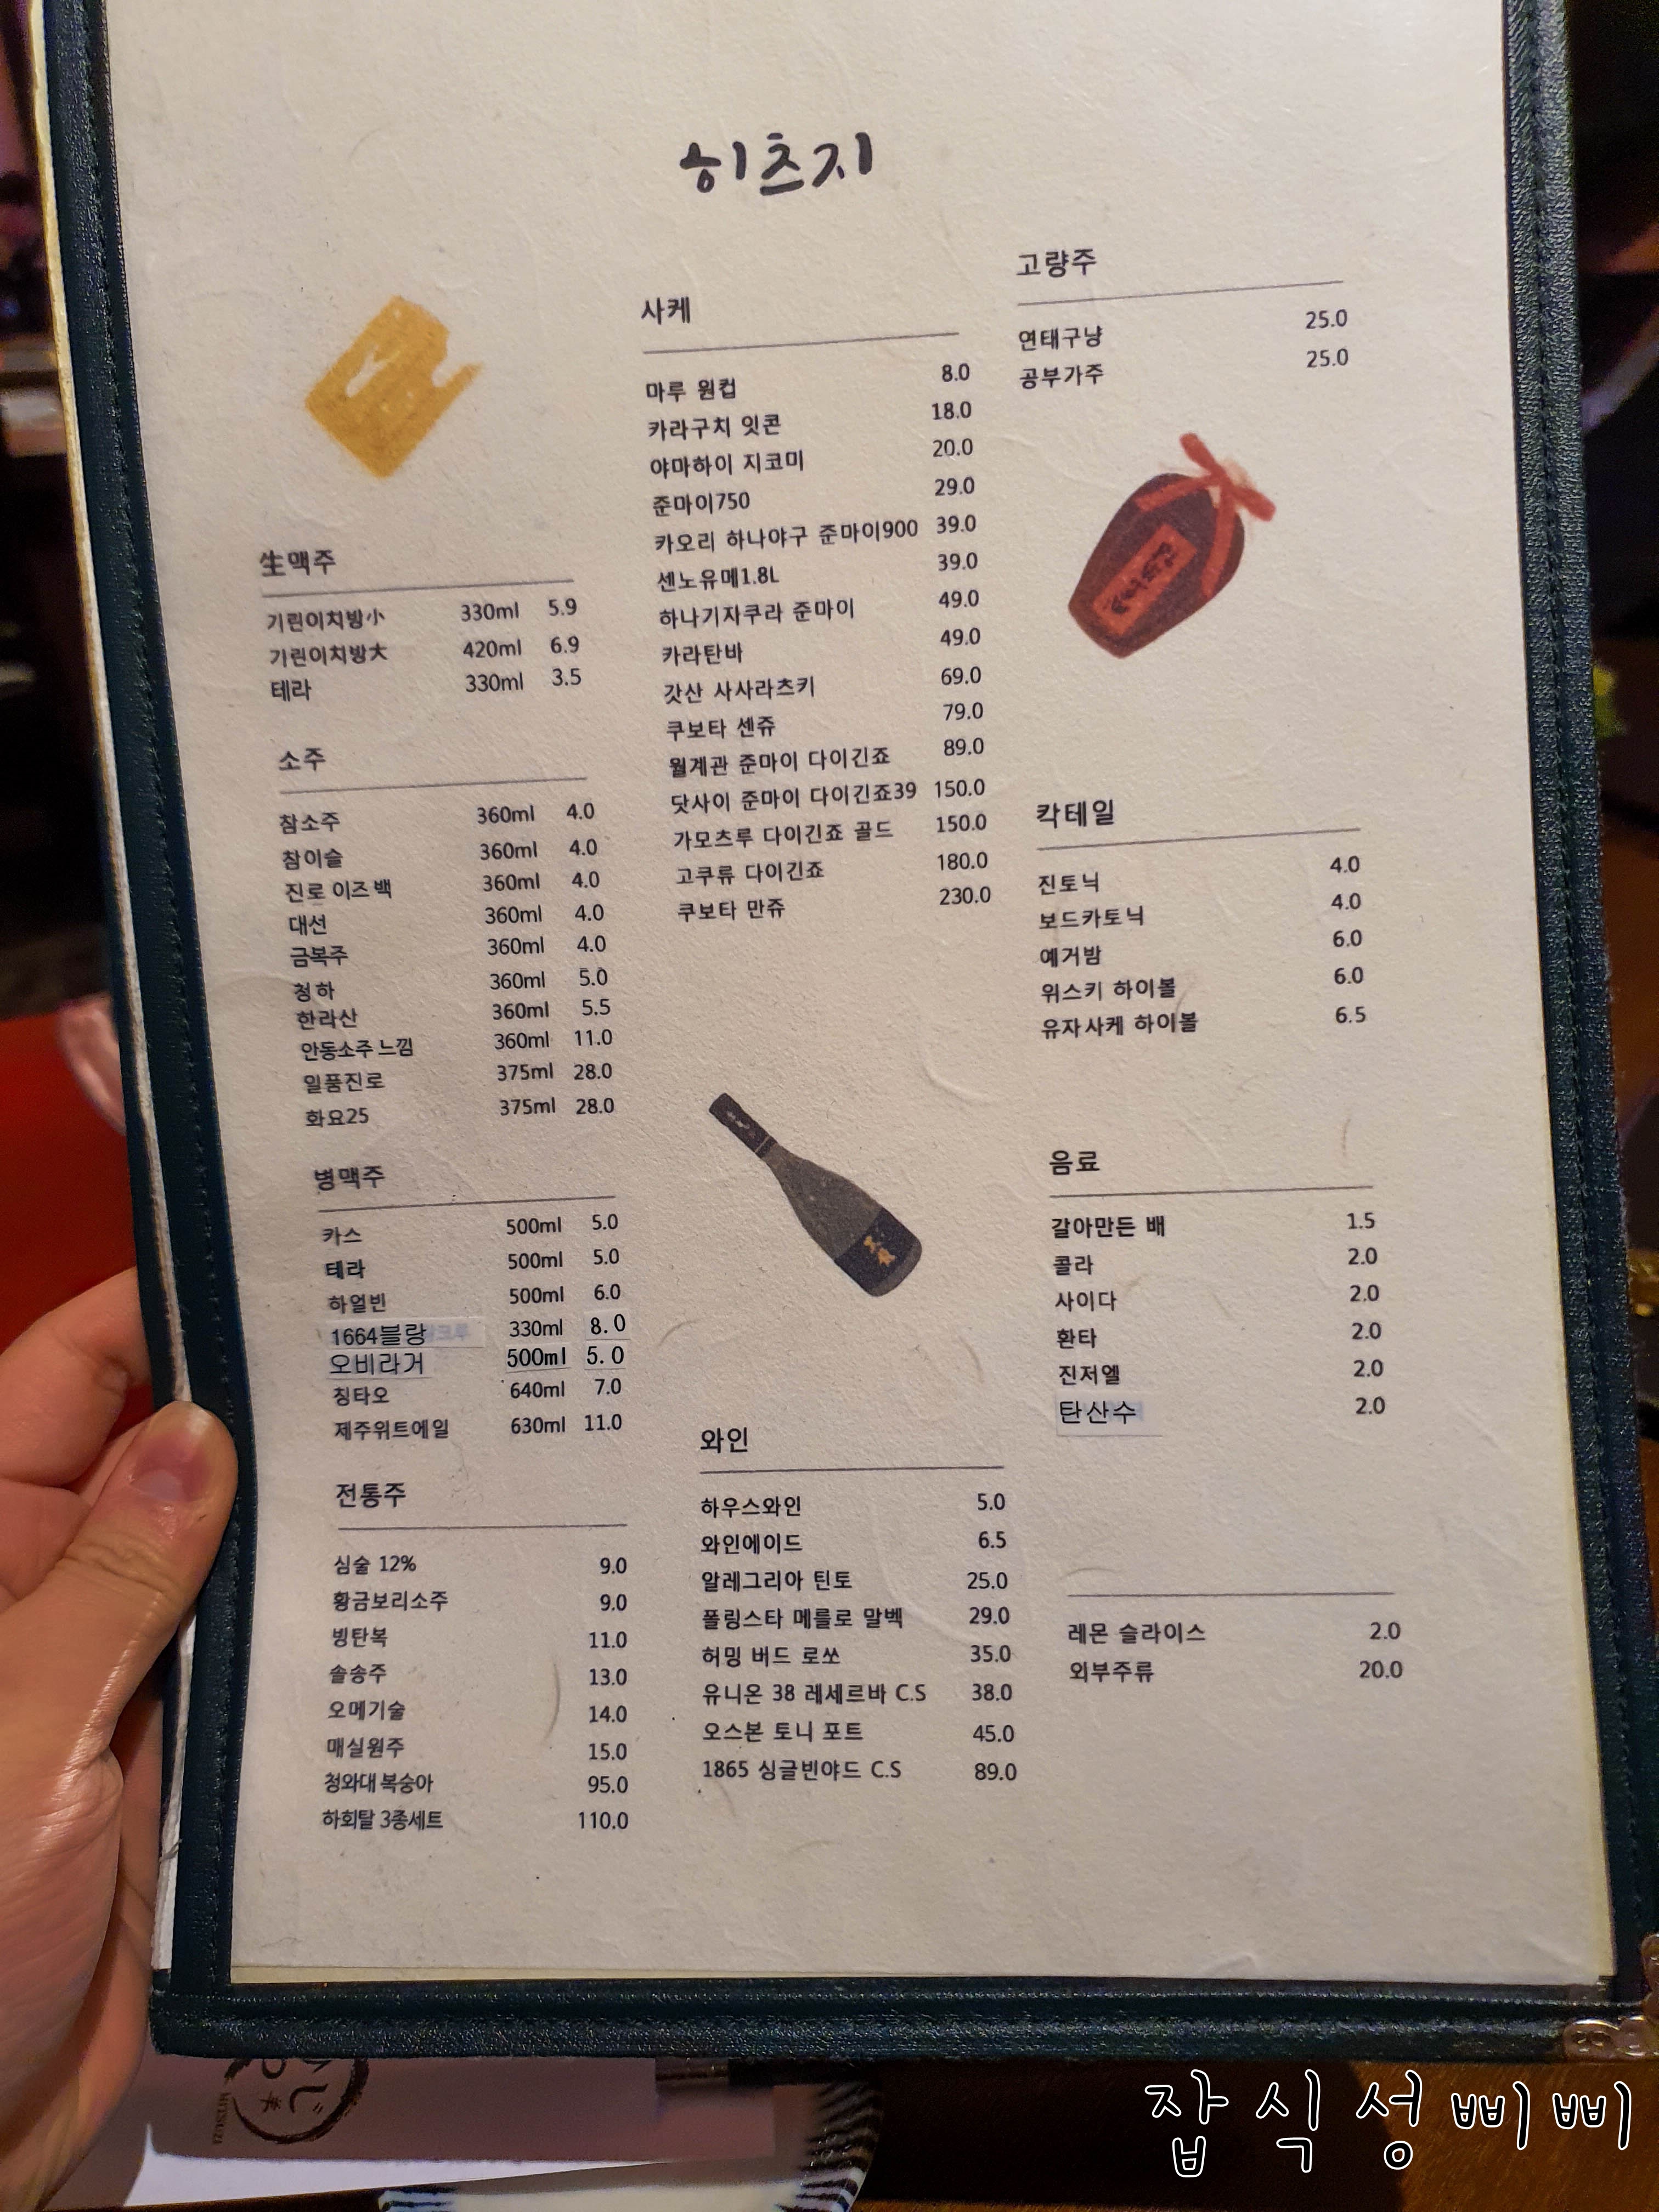 히츠지
生맥주
기린이치방小 330ml 5.9
기린이치방大 420ml 6.9
테라 330ml 3.5
소주
참소주 360ml 4.0
참이슬 360ml 4.0
진로 이즈 백 360ml 4.0
대선 360ml 4.0
금복주 360ml 4.0
청하 360ml 5.0
한라산 360ml 5.5
안동소주 느낌 360ml 11.0
일품진로 375ml 28.0
화요25 375ml 28.0
병맥주
카스 500ml 5.0
테라 500ml 5.0
하얼빈 500ml 6.0
1664블랑 330ml 8.0
오비라거 500ml 5.0
칭타오 640ml 7.0
제주위트에일 630ml 11.0
전통주
심술 12% 9.0
황금보리소주 9.0
빙탄복 11.0
솔송주 13.0
오메기술 14.0
매실원주 15.0
청와대 복숭아 95.0
하회탈 3종세트 110.0
사케
마루 원컵 8.0
카라구치 잇콘 18.0
야마하이 지코미 20.0
준마이750 29.0
카오리 하나야구 준마이900 39.0
센노유메1.8L 39.0
하나기자쿠라 준마이 49.0
카라탄바 49.0
갓산 사사라츠키 69.0
쿠보타 센쥬 79.0
월계관 준마이 다이긴죠 89.0
닷사이 준마이 다이긴죠39 150.0
가모츠루 다이긴죠 골드 150.0
고쿠류 다이긴죠 180.0
쿠보타 만쥬 230.0
와인
하우스와인 5.0
와인에이드 6.5
알레그리아 틴토 25.0
폴링스타 메를로 말벡 29.0
허밍 버드 로쏘 35.0
유니온 38 레세르바 C.S 38.0
오스본 토니 포트 45.0
1865 싱글빈야드 C.S 89.0
고량주
연태구냥 25.0
공부가주 25.0
칵테일
진토닉 4.0
보드카토닉 4.0
예거밤 6.0
위스키 하이볼 6.0
유자사케 하이볼 6.5
음료
갈아만든 배 1.5
콜라 2.0
사이다 2.0
환타 2.0
진저엘 2.0
탄산수 2.0
레몬 슬라이스 2.0
외부주류 20.0
잡식성삐삐